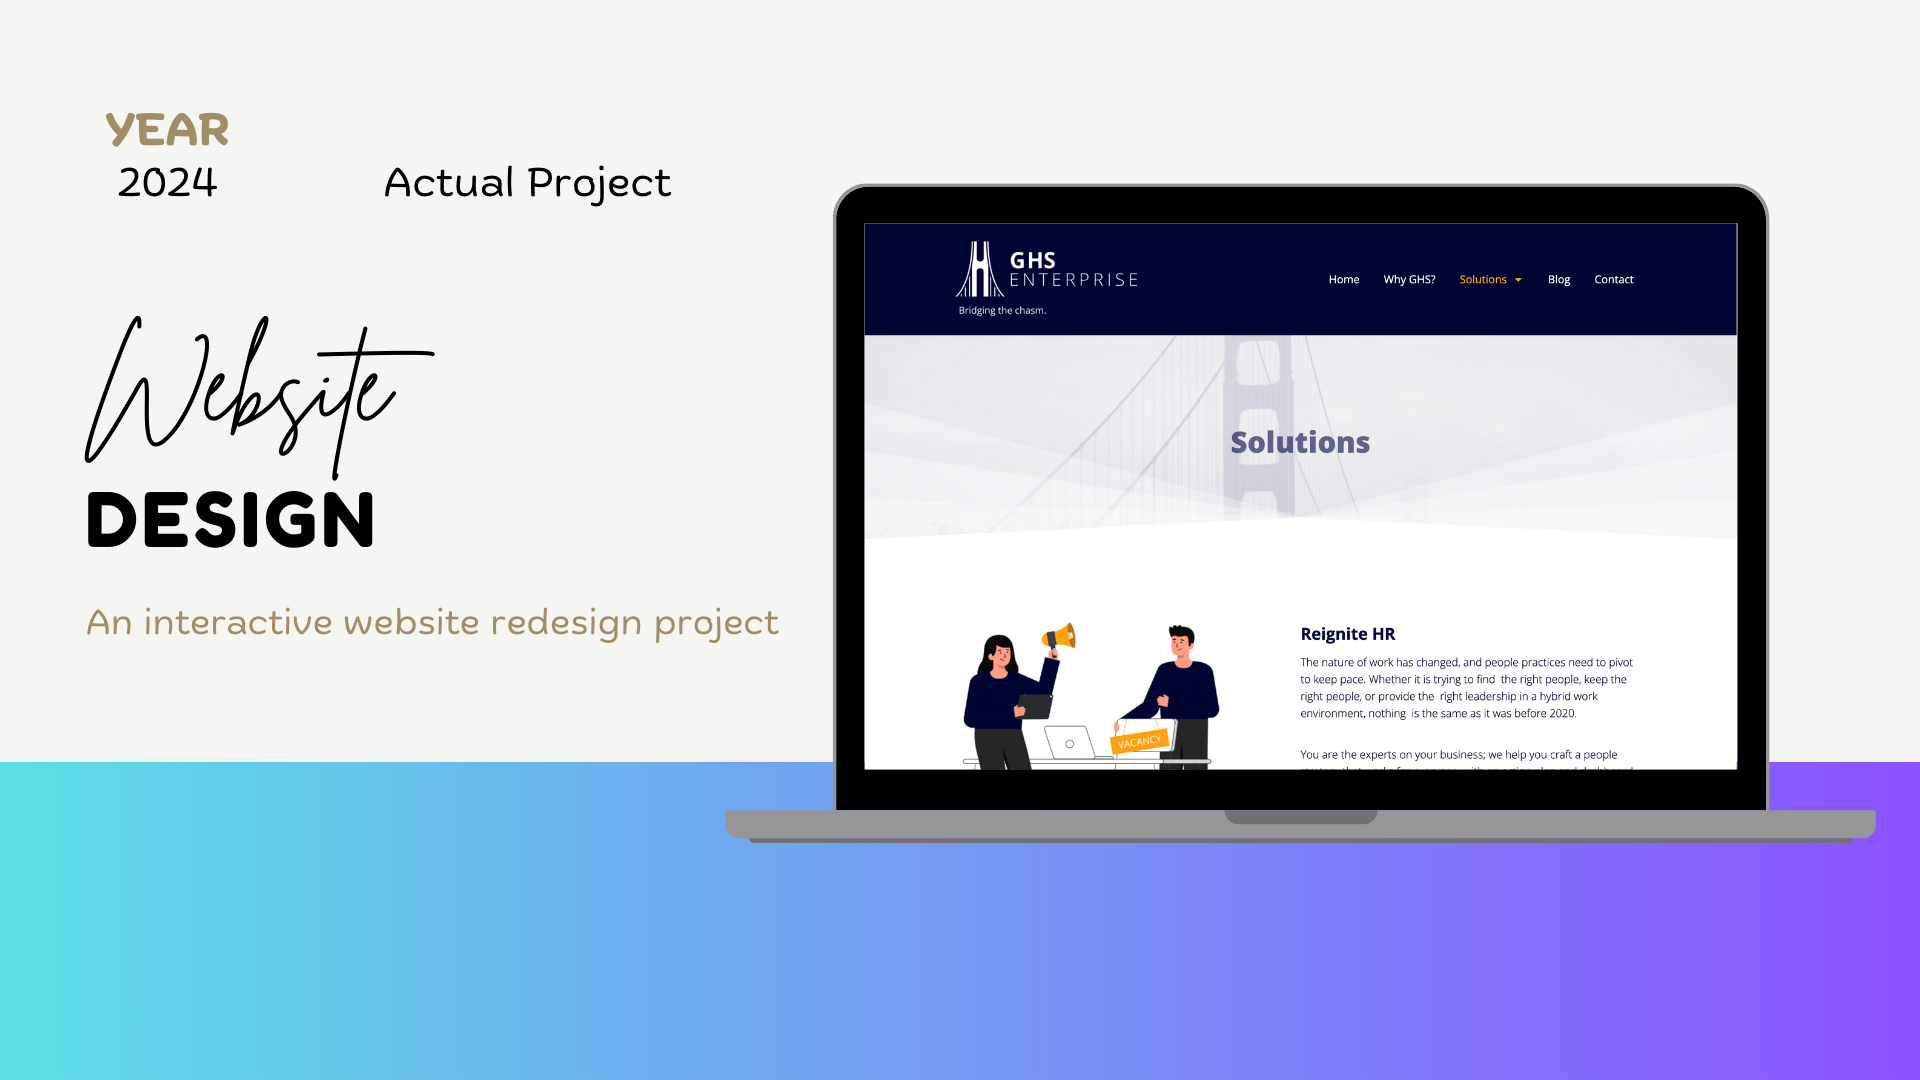 YEAR
2024
Actual Project
Website
DESIGN
An interactive website redesign project
GHS
ENTERPRISE
Bridging the chasm.
Home Why GHS? Solutions Blog Contact
Solutions
VACANCY
Reignite HR
The nature of work has changed, and people practices need to pivot
to keep pace. Whether it is trying to find the right people, keep the
right people, or provide the right leadership in a hybrid work
environment, nothing is the same as it was before 2020.
You are the experts on your business; we help you craft a people